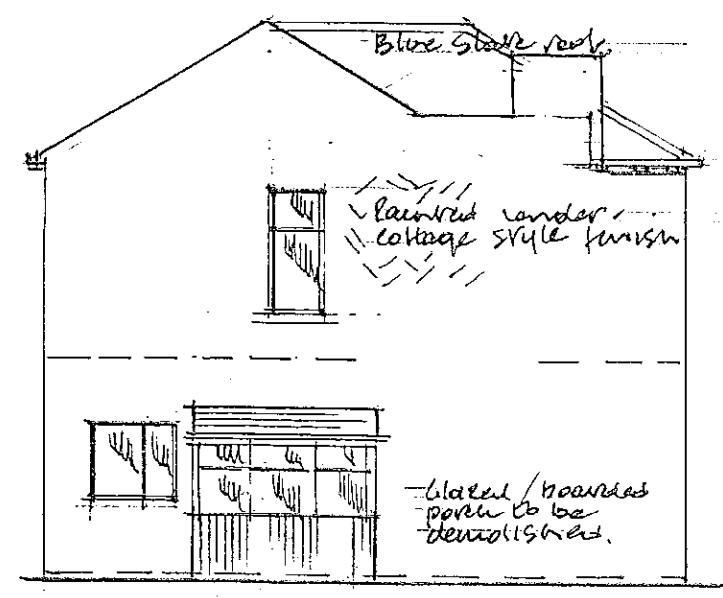 Blue Slate roof
Painted render
cottage style finish
Glazed / boarded
porch to be
demolished.